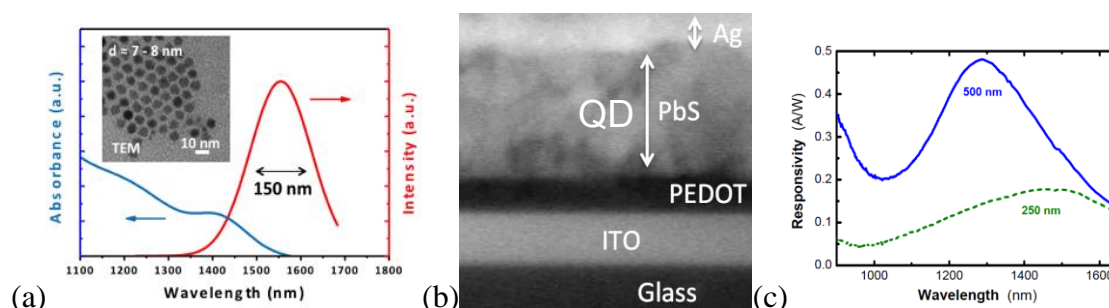 d = 7 - 8 nm
TEM
10 nm
150 nm
Absorbance (a.u.)
Intensity (a.u.)
1100 1200 1300 1400 1500 1600 1700 1800
Wavelength (nm)
(a)
Ag
QD PbS
PEDOT
ITO
Glass
(b)
0.5
0.4
0.3
0.2
0.1
0.0
500 nm
250 nm
Responsivity (A/W)
1000 1200 1400 1600
Wavelength (nm)
(c)